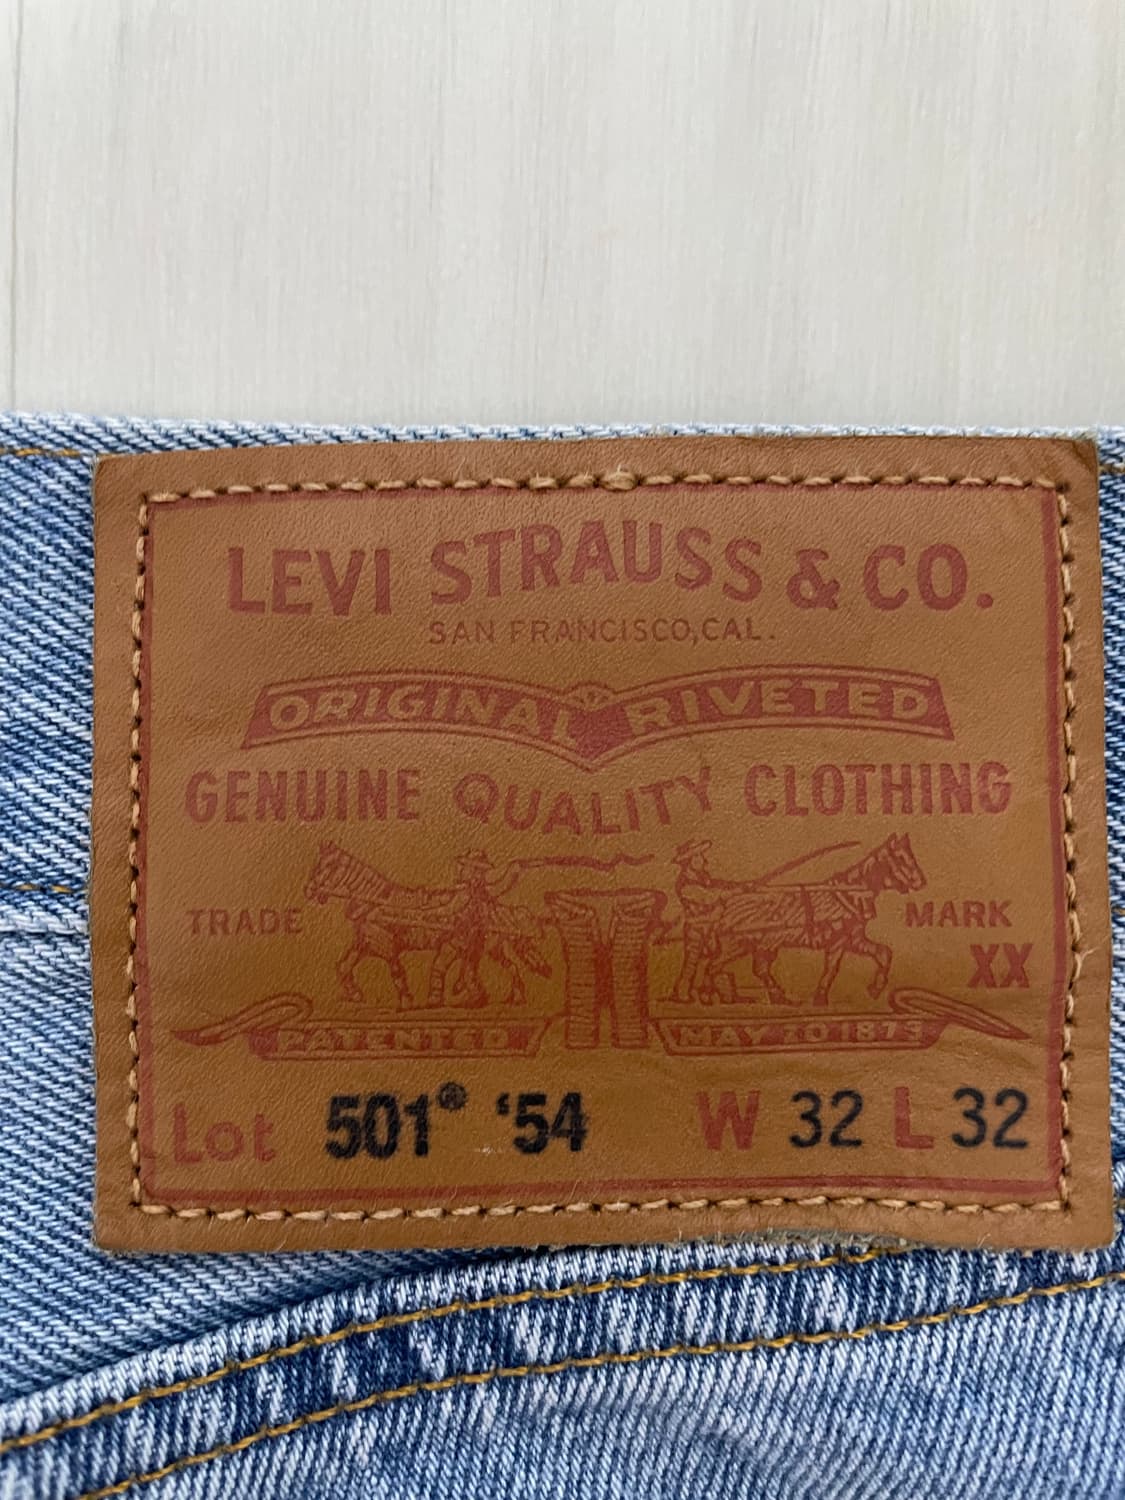 LEVI STRAUSS & CO.
SAN FRANCISCO, CAL.
ORIGINAL RIVETED
GENUINE QUALITY CLOTHING
TRADE MARK
XX
PATENTED MAY 20 1873
Lot 501® '54 W 32 L 32